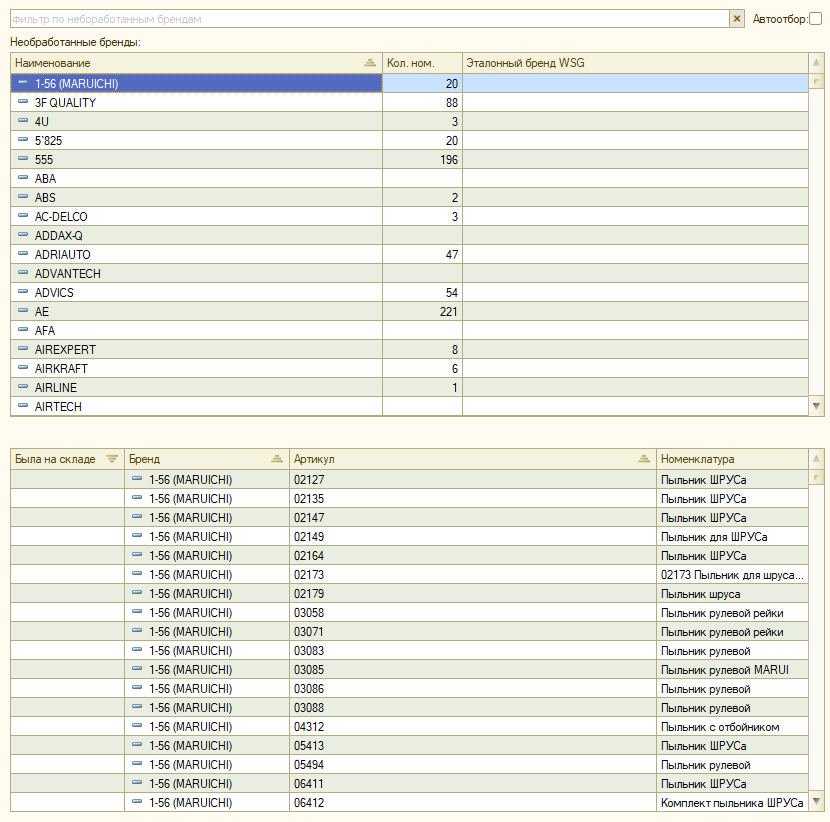 фильтр по небоработанным брендам
Автоотбор:
Необработанные бренды:
Наименование Кол. ном. Эталонный бренд WSG
1-56 (MARUICHI) 20
3F QUALITY 88
4U 3
5'825 20
555 196
ABA
ABS 2
AC-DELCO 3
ADDAX-Q
ADRIAUTO 47
ADVANTECH
ADVICS 54
AE 221
AFA
AIREXPERT 8
AIRKRAFT 6
AIRLINE 1
AIRTECH
Была на складе Бренд Артикул Номенклатура
1-56 (MARUICHI) 02127 Пыльник ШРУСа
1-56 (MARUICHI) 02135 Пыльник ШРУСа
1-56 (MARUICHI) 02147 Пыльник ШРУСа
1-56 (MARUICHI) 02149 Пыльник для ШРУСа
1-56 (MARUICHI) 02164 Пыльник ШРУСа
1-56 (MARUICHI) 02173 02173 Пыльник для шруса...
1-56 (MARUICHI) 02179 Пыльник шруса
1-56 (MARUICHI) 03058 Пыльник рулевой рейки
1-56 (MARUICHI) 03071 Пыльник рулевой рейки
1-56 (MARUICHI) 03083 Пыльник рулевой
1-56 (MARUICHI) 03085 Пыльник рулевой MARUI
1-56 (MARUICHI) 03086 Пыльник рулевой
1-56 (MARUICHI) 03088 Пыльник рулевой
1-56 (MARUICHI) 04312 Пыльник с отбойником
1-56 (MARUICHI) 05413 Пыльник ШРУСа
1-56 (MARUICHI) 05494 Пыльник рулевой
1-56 (MARUICHI) 06411 Пыльник ШРУСа
1-56 (MARUICHI) 06412 Комплект пыльника ШРУСа